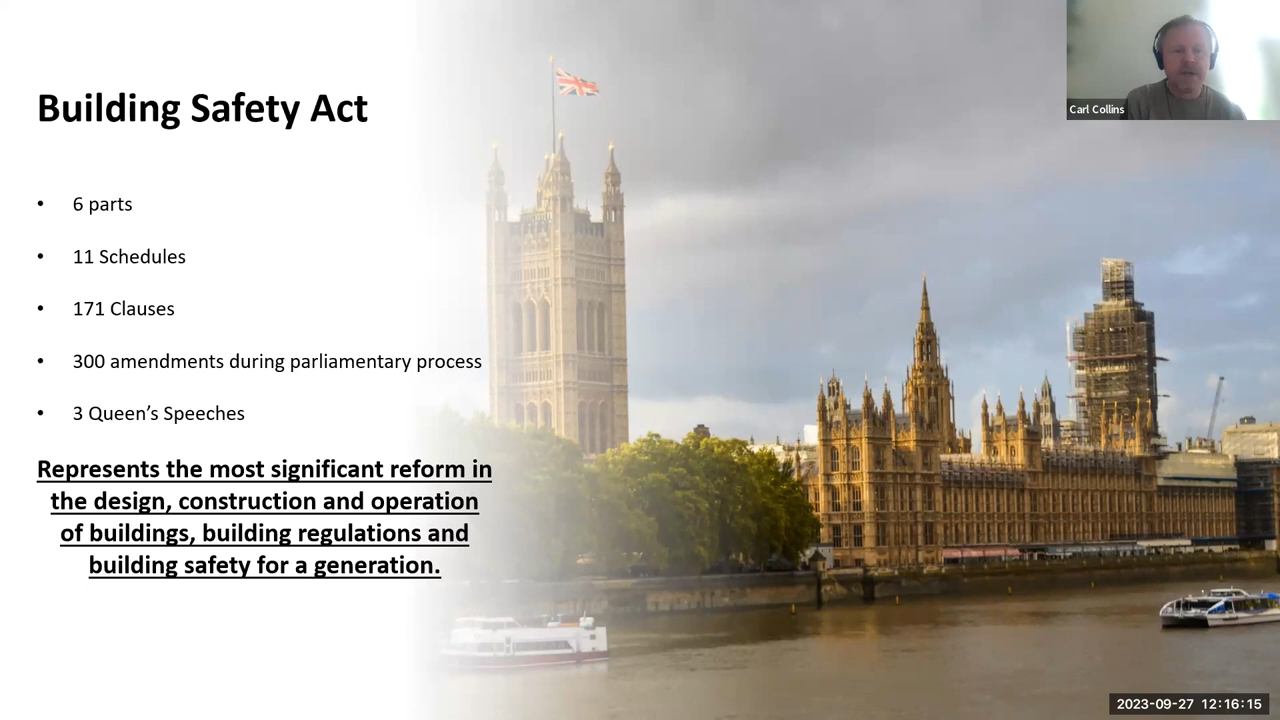 Building Safety Act
• 6 parts
• 11 Schedules
• 171 Clauses
• 300 amendments during parliamentary process
• 3 Queen’s Speeches
Represents the most significant reform in
the design, construction and operation
of buildings, building regulations and
building safety for a generation.
Carl Collins
2023-09-27 12:16:15